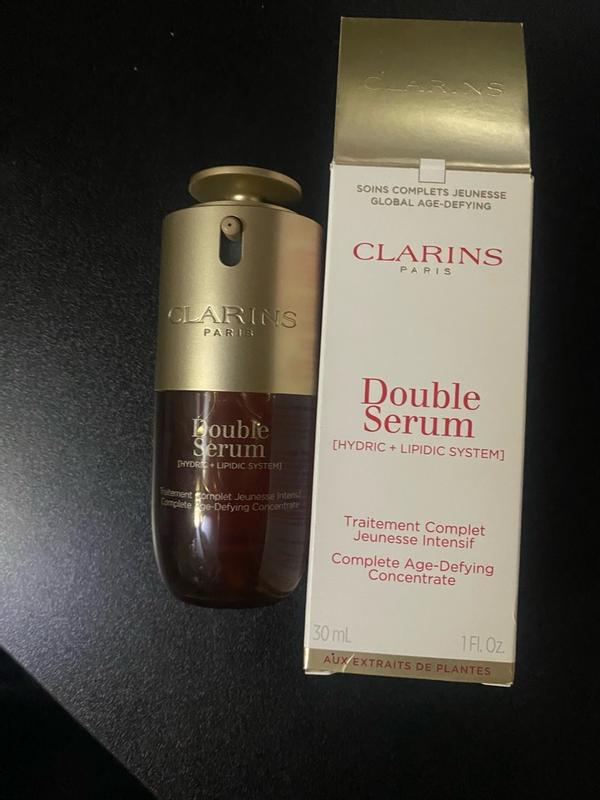 CLARINS
PARIS
Double
Serum
[HYDRIC + LIPIDIC SYSTEM]
Traitement Complet Jeunesse Intensif
Complete Age-Defying Concentrate
CLARINS
SOINS COMPLETS JEUNESSE
GLOBAL AGE-DEFYING
CLARINS
PARIS
Double
Serum
[HYDRIC + LIPIDIC SYSTEM]
Traitement Complet
Jeunesse Intensif
Complete Age-Defying
Concentrate
30 mL 1 Fl. Oz.
AUX EXTRAITS DE PLANTES